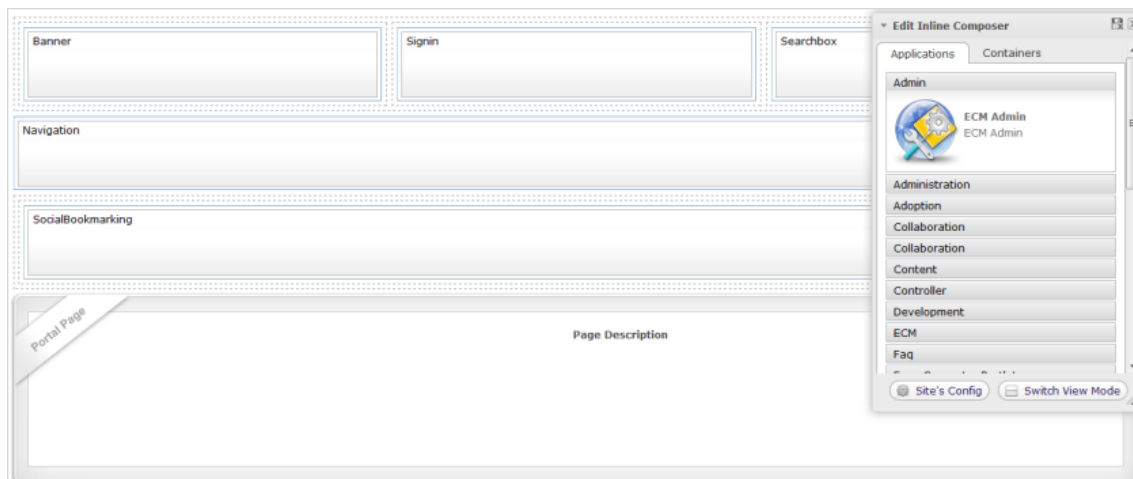 Banner
Signin
Searchbox
Navigation
SocialBookmarking
Portal Page
Page Description
Edit Inline Composer
Applications
Containers
Admin
ECM Admin
ECM Admin
Administration
Adoption
Collaboration
Collaboration
Content
Controller
Development
ECM
Faq
Site's Config
Switch View Mode